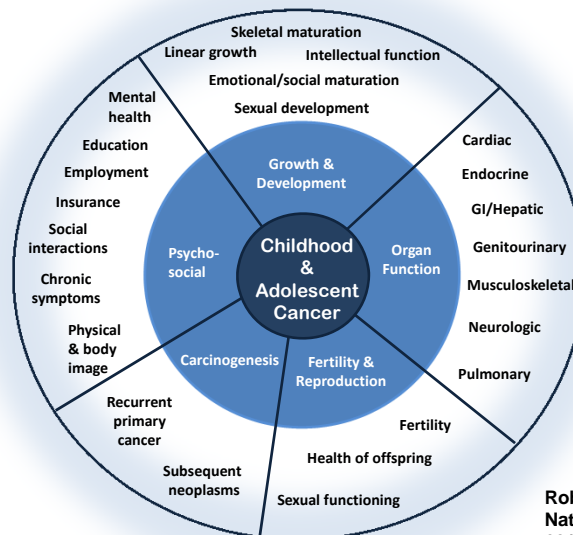 Skeletal maturation
Linear growth
Intellectual function
Emotional/social maturation
Sexual development
Growth &
Development
Cardiac
Endocrine
GI/Hepatic
Genitourinary
Musculoskeletal
Neurologic
Pulmonary
Organ
Function
Fertility
Health of offspring
Sexual functioning
Fertility &
Reproduction
Recurrent
primary
cancer
Subsequent
neoplasms
Carcinogenesis
Mental
health
Education
Employment
Insurance
Social
interactions
Chronic
symptoms
Physical
& body
image
Psycho-
social
Childhood
&
Adolescent
Cancer